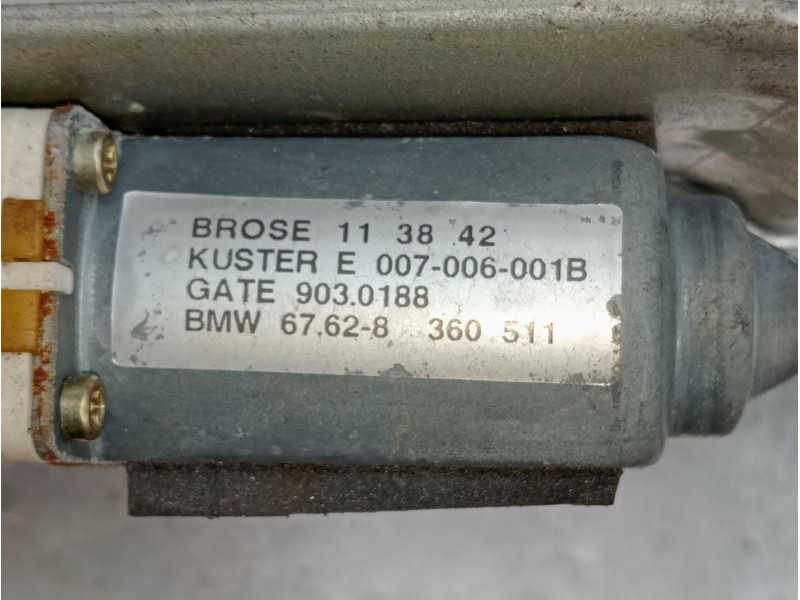 BROSE 11 38 42
KUSTER E 007-006-001B
GATE 903.0188
BMW 67.62-8 360 511